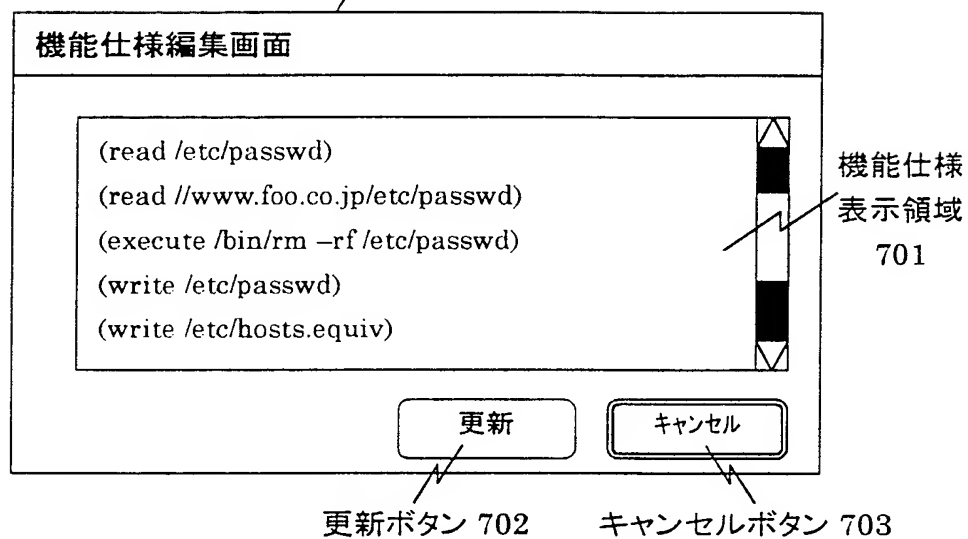 機能仕様編集画面
(read /etc/passwd)
(read //www.foo.co.jp/etc/passwd)
(execute /bin/rm –rf /etc/passwd)
(write /etc/passwd)
(write /etc/hosts.equiv)
機能仕様
表示領域
701
更新
キャンセル
更新ボタン 702
キャンセルボタン 703